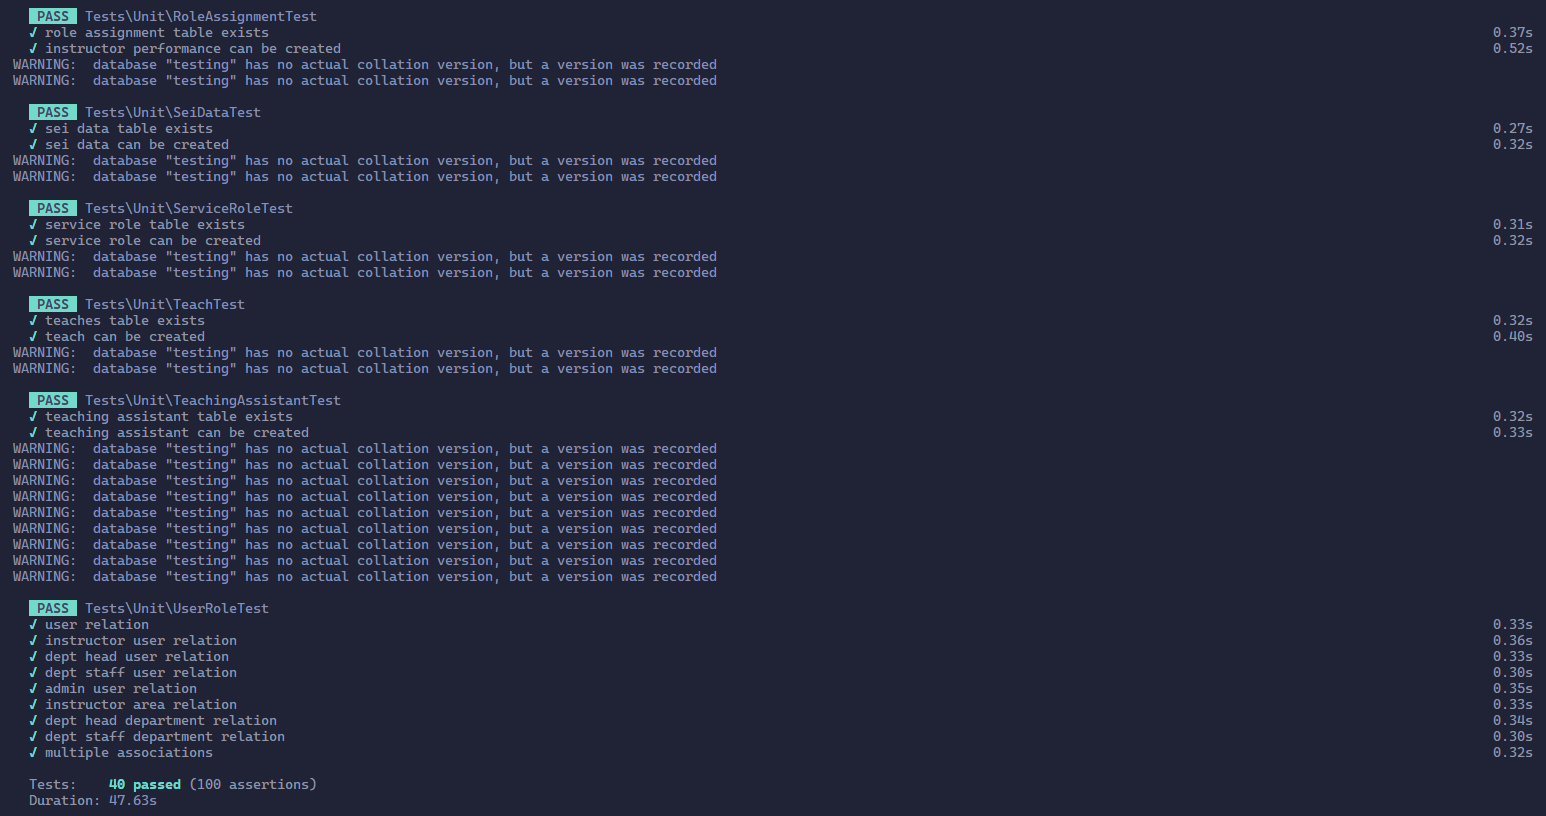 PASS Tests\Unit\RoleAssignmentTest
✓ role assignment table exists 0.37s
✓ instructor performance can be created 0.52s
WARNING: database "testing" has no actual collation version, but a version was recorded
WARNING: database "testing" has no actual collation version, but a version was recorded
PASS Tests\Unit\SeiDataTest
✓ sei data table exists 0.27s
✓ sei data can be created 0.32s
WARNING: database "testing" has no actual collation version, but a version was recorded
WARNING: database "testing" has no actual collation version, but a version was recorded
PASS Tests\Unit\ServiceRoleTest
✓ service role table exists 0.31s
✓ service role can be created 0.32s
WARNING: database "testing" has no actual collation version, but a version was recorded
WARNING: database "testing" has no actual collation version, but a version was recorded
PASS Tests\Unit\TeachTest
✓ teaches table exists 0.32s
✓ teach can be created 0.40s
WARNING: database "testing" has no actual collation version, but a version was recorded
WARNING: database "testing" has no actual collation version, but a version was recorded
PASS Tests\Unit\TeachingAssistantTest
✓ teaching assistant table exists 0.32s
✓ teaching assistant can be created 0.33s
WARNING: database "testing" has no actual collation version, but a version was recorded
WARNING: database "testing" has no actual collation version, but a version was recorded
WARNING: database "testing" has no actual collation version, but a version was recorded
WARNING: database "testing" has no actual collation version, but a version was recorded
WARNING: database "testing" has no actual collation version, but a version was recorded
WARNING: database "testing" has no actual collation version, but a version was recorded
WARNING: database "testing" has no actual collation version, but a version was recorded
WARNING: database "testing" has no actual collation version, but a version was recorded
WARNING: database "testing" has no actual collation version, but a version was recorded
PASS Tests\Unit\UserRoleTest
✓ user relation 0.33s
✓ instructor user relation 0.36s
✓ dept head user relation 0.33s
✓ dept staff user relation 0.30s
✓ admin user relation 0.35s
✓ instructor area relation 0.33s
✓ dept head department relation 0.34s
✓ dept staff department relation 0.30s
✓ multiple associations 0.32s
Tests: 40 passed (100 assertions)
Duration: 47.63s